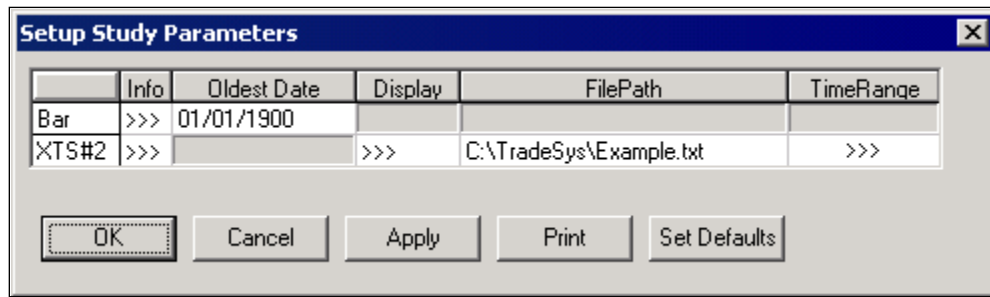 Setup Study Parameters
Info Oldest Date Display FilePath TimeRange
Bar >>> 01/01/1900
XTS#2 >>> >>> C:\TradeSys\Example.txt >>>
OK Cancel Apply Print Set Defaults